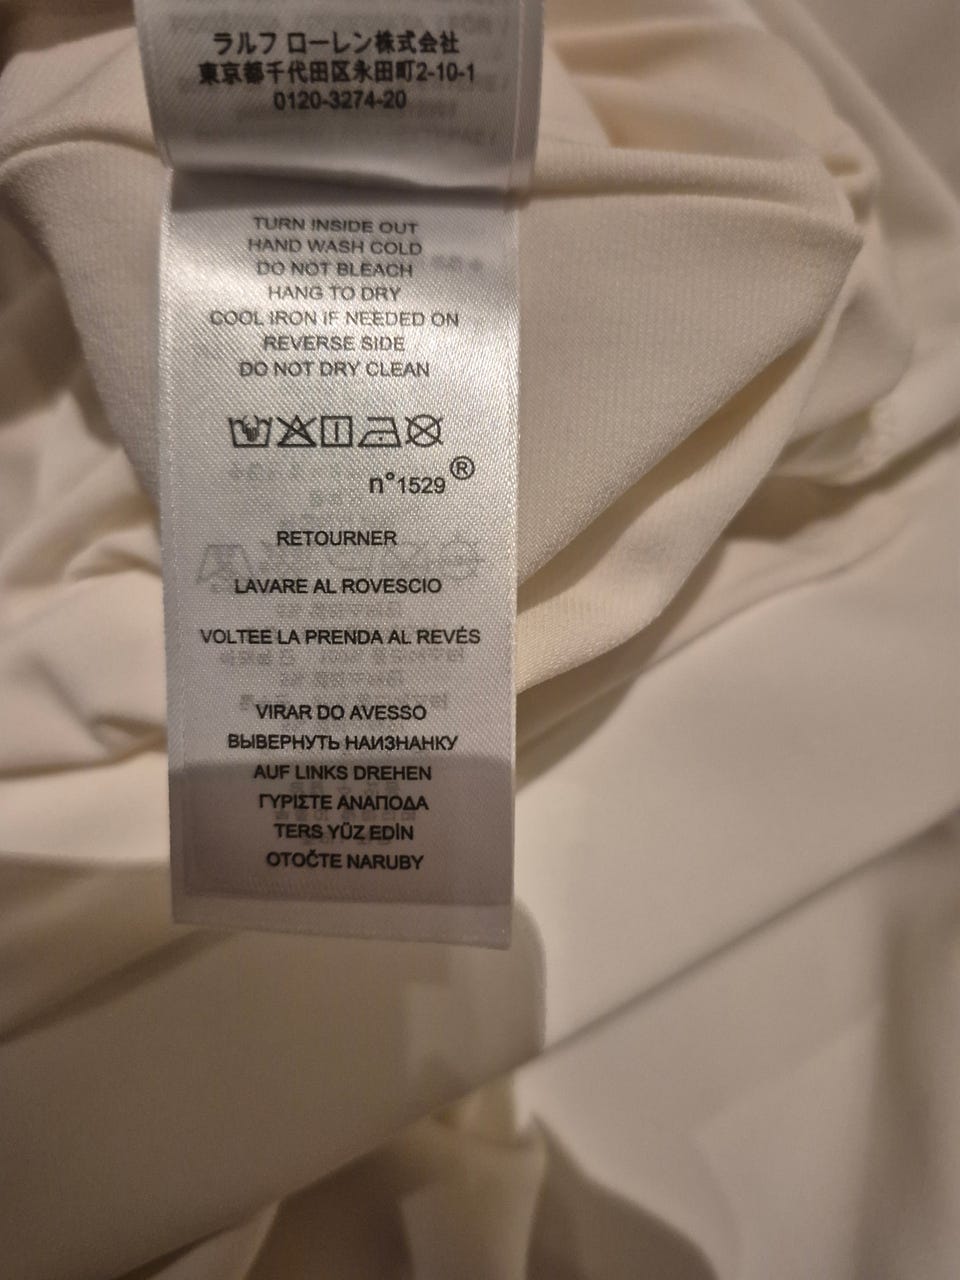 ラルフ ローレン株式会社
東京都千代田区永田町2-10-1
0120-3274-20
TURN INSIDE OUT
HAND WASH COLD
DO NOT BLEACH
HANG TO DRY
COOL IRON IF NEEDED ON
REVERSE SIDE
DO NOT DRY CLEAN
n°1529®
RETOURNER
LAVARE AL ROVESCIO
VOLTEE LA PRENDA AL REVÉS
VIRAR DO AVESSO
ВЫВЕРНУТЬ НАИЗНАНКУ
AUF LINKS DREHEN
ΓΥΡΙΣΤΕ ΑΝΑΠΟΔΑ
TERS YÜZ EDİN
OTOČTE NARUBY